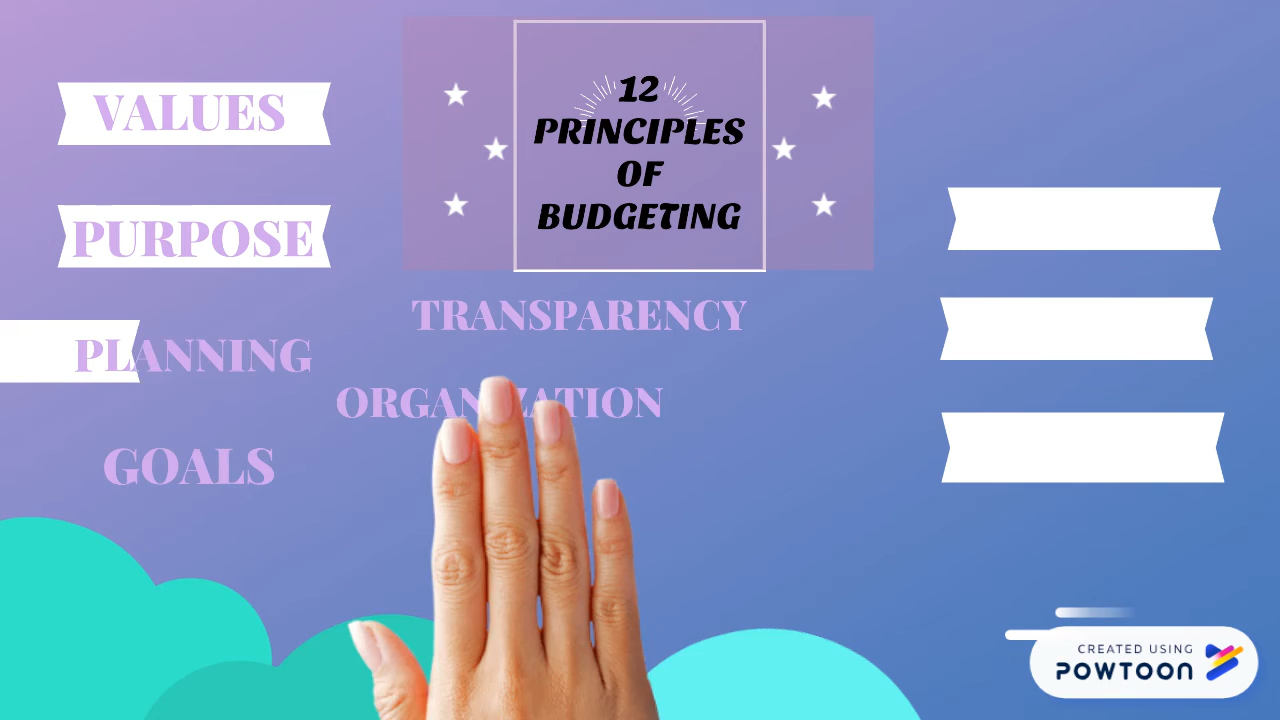 12
PRINCIPLES
OF
BUDGETING
VALUES
PURPOSE
PLANNING
GOALS
TRANSPARENCY
ORGANIZATION
CREATED USING
POWTOON